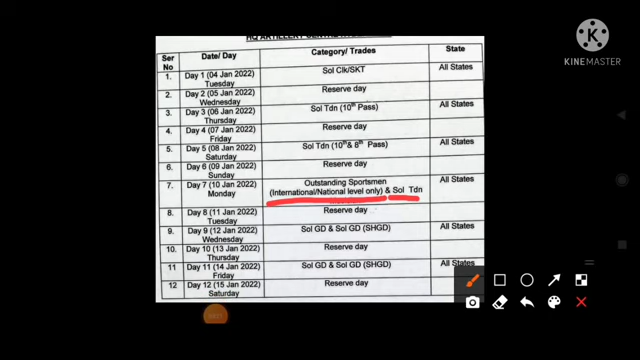 HQ ARTILLERY CENTRE
Ser No | Date/ Day | Category/ Trades | State
1. | Day 1 (04 Jan 2022) Tuesday | Sol Clk/SKT | All States
2. | Day 2 (05 Jan 2022) Wednesday | Reserve day
3. | Day 3 (06 Jan 2022) Thursday | Sol Tdn (10th Pass) | All States
4. | Day 4 (07 Jan 2022) Friday | Reserve day
5. | Day 5 (08 Jan 2022) Saturday | Sol Tdn (10th & 8th Pass) | All States
6. | Day 6 (09 Jan 2022) Sunday | Reserve day
7. | Day 7 (10 Jan 2022) Monday | Outstanding Sportsmen (International/National level only) & Sol Tdn | All States
8. | Day 8 (11 Jan 2022) Tuesday | Reserve day
9. | Day 9 (12 Jan 2022) Wednesday | Sol GD & Sol GD (SHGD) | All States
10. | Day 10 (13 Jan 2022) Thursday | Reserve day
11 | Day 11 (14 Jan 2022) Friday | Sol GD & Sol GD (SHGD) | All States
12 | Day 12 (15 Jan 2022) Saturday | Reserve day
KINEMASTER